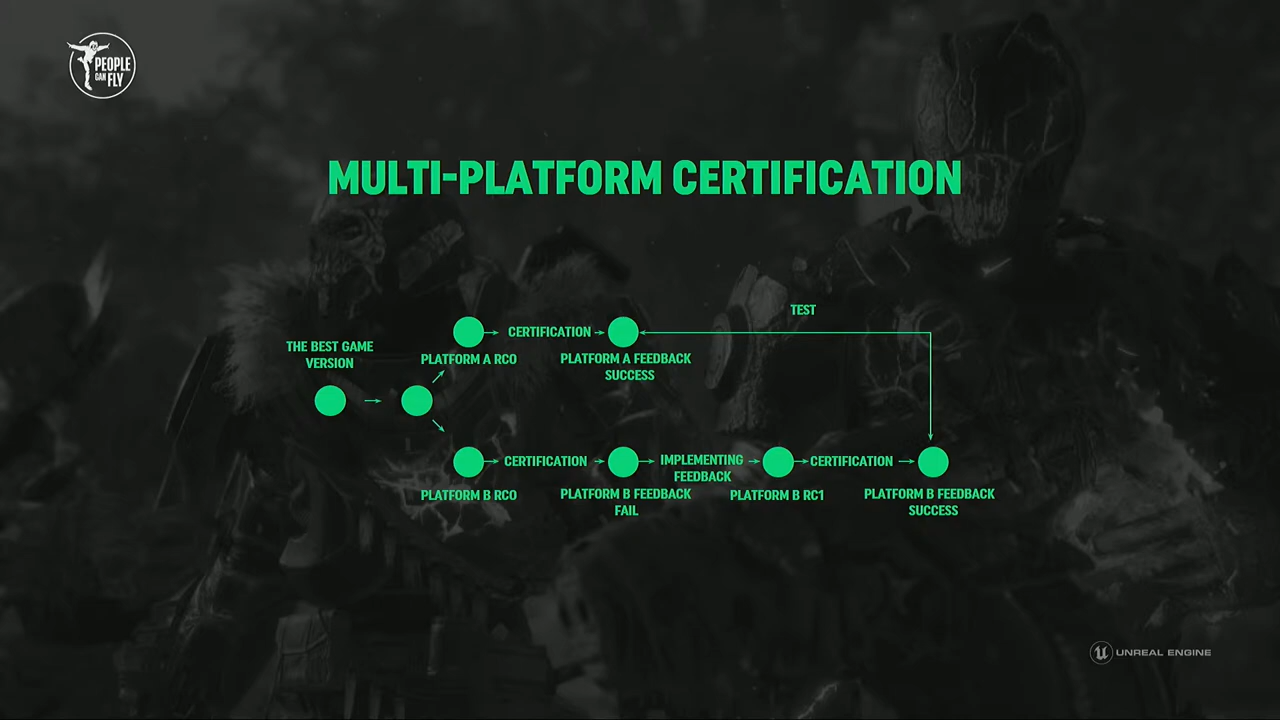 PEOPLE
CAN
FLY
MULTI-PLATFORM CERTIFICATION
TEST
THE BEST GAME
VERSION
CERTIFICATION
PLATFORM A RC0
PLATFORM A FEEDBACK
SUCCESS
CERTIFICATION
IMPLEMENTING
FEEDBACK
CERTIFICATION
PLATFORM B RC0
PLATFORM B FEEDBACK
FAIL
PLATFORM B RC1
PLATFORM B FEEDBACK
SUCCESS
UNREAL ENGINE